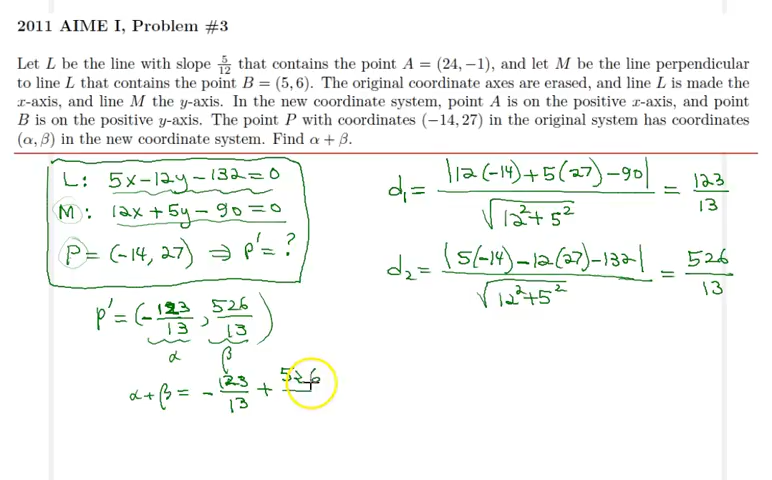 2011 AIME I, Problem #3
Let L be the line with slope 5/12 that contains the point A = (24, −1), and let M be the line perpendicular
to line L that contains the point B = (5, 6). The original coordinate axes are erased, and line L is made the
x-axis, and line M the y-axis. In the new coordinate system, point A is on the positive x-axis, and point
B is on the positive y-axis. The point P with coordinates (−14, 27) in the original system has coordinates
(α, β) in the new coordinate system. Find α + β.
L: 5x−12y−132=0
M: 12x+5y−90=0
P=(−14, 27) ⇒ P'=?
P'=(−123/13, 526/13)
α β
α+β= −123/13 + 526
d₁= |12(−14)+5(27)−90| / √(12²+5²) = 123/13
d₂= |5(−14)−12(27)−132| / √(12²+5²) = 526/13